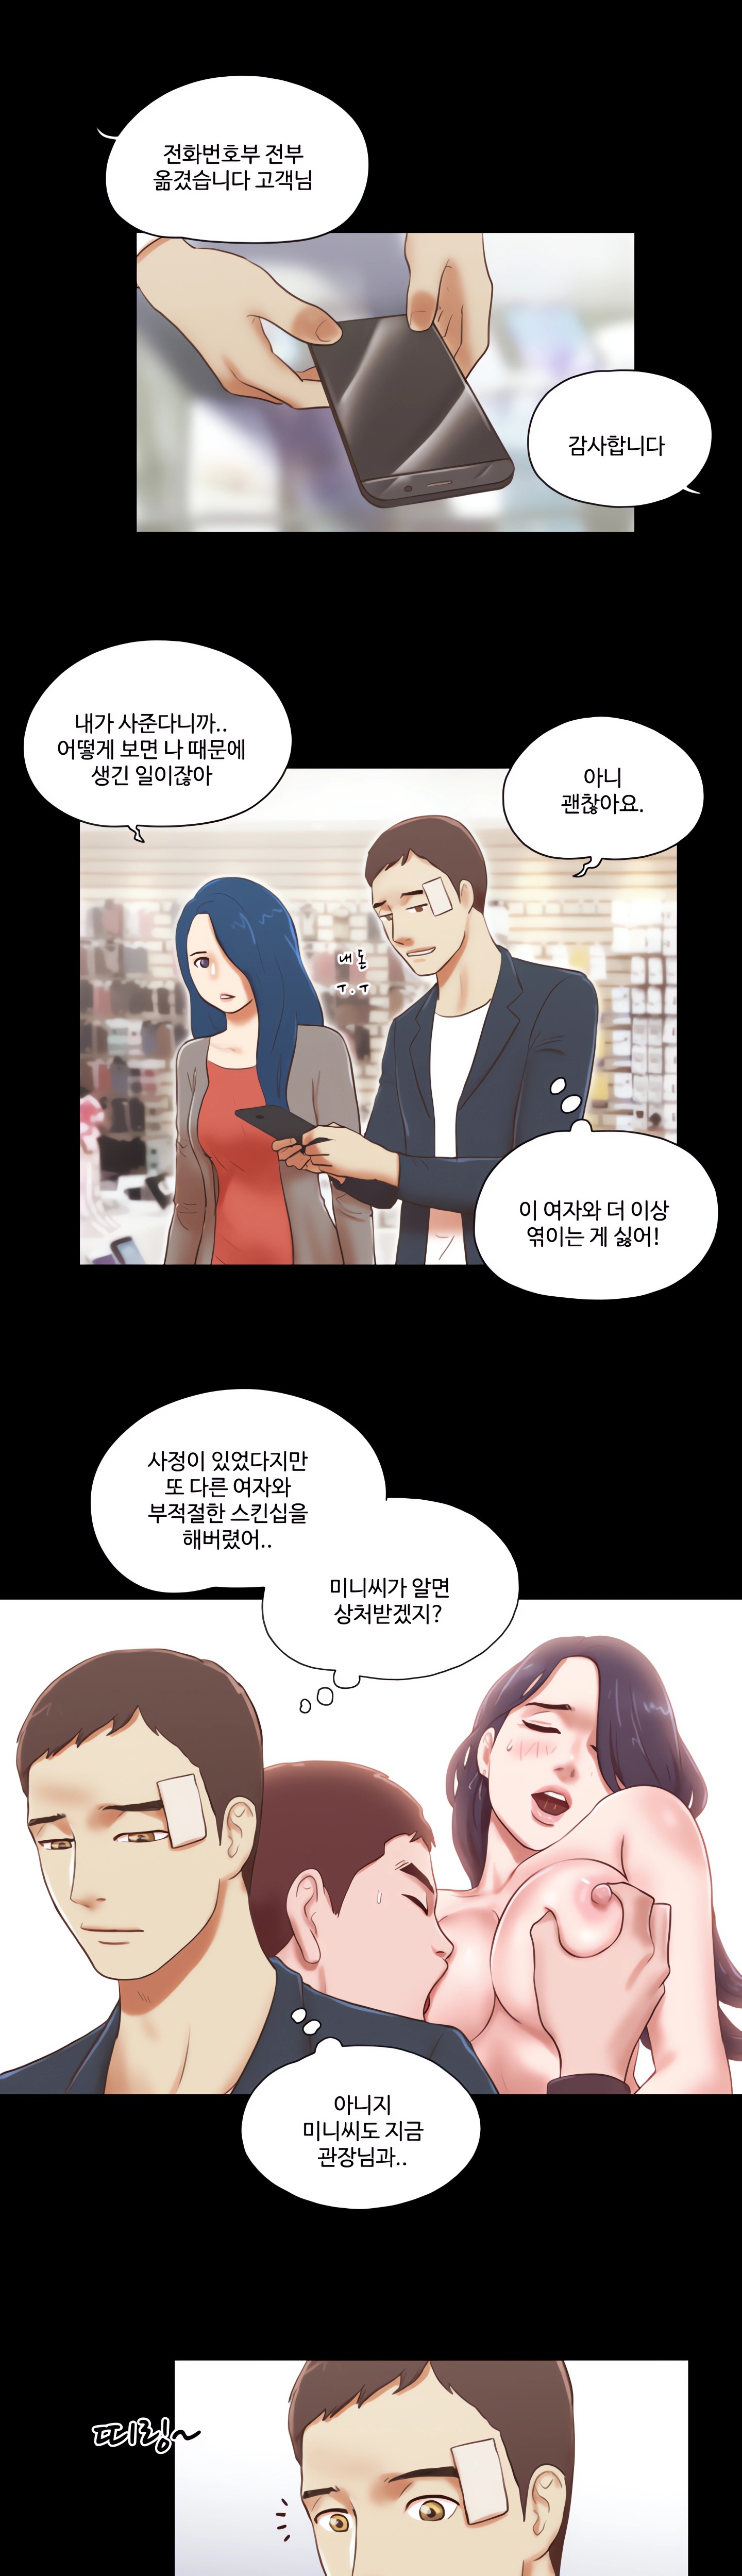 전화번호부 전부
옮겼습니다 고객님
감사합니다
내가 사준다니까..
어떻게 보면 나 때문에
생긴 일이잖아
아니
괜찮아요.
내 돈
ㅜ.ㅜ
이 여자와 더 이상
엮이는 게 싫어!
사정이 있었다지만
또 다른 여자와
부적절한 스킨십을
해버렸어..
미니씨가 알면
상처받겠지?
아니지
미니씨도 지금
관장님과..
띠링~